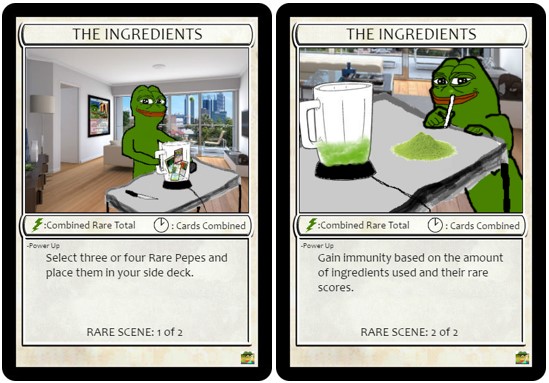 THE INGREDIENTS
:Combined Rare Total : Cards Combined
-Power Up
Select three or four Rare Pepes and
place them in your side deck.
RARE SCENE: 1 of 2
THE INGREDIENTS
:Combined Rare Total : Cards Combined
-Power Up
Gain immunity based on the amount
of ingredients used and their rare
scores.
RARE SCENE: 2 of 2